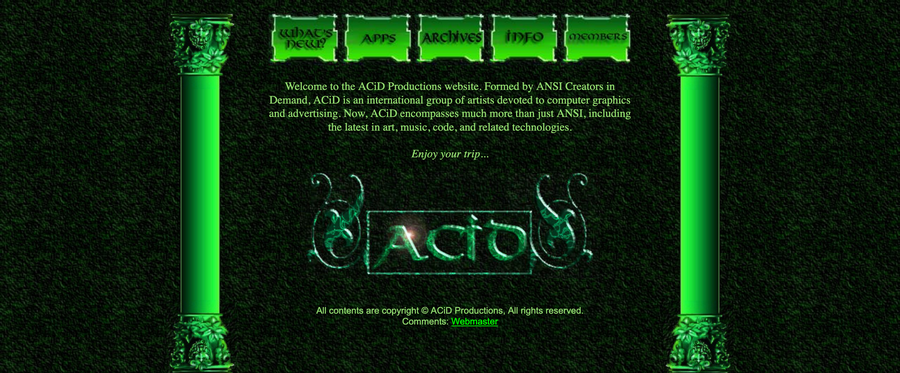 WHAT'S NEW?
APPS
ARCHIVES
INFO
MEMBERS
Welcome to the ACiD Productions website. Formed by ANSI Creators in
Demand, ACiD is an international group of artists devoted to computer graphics
and advertising. Now, ACiD encompasses much more than just ANSI, including
the latest in art, music, code, and related technologies.
Enjoy your trip...
ACiD
All contents are copyright © ACiD Productions, All rights reserved.
Comments: Webmaster